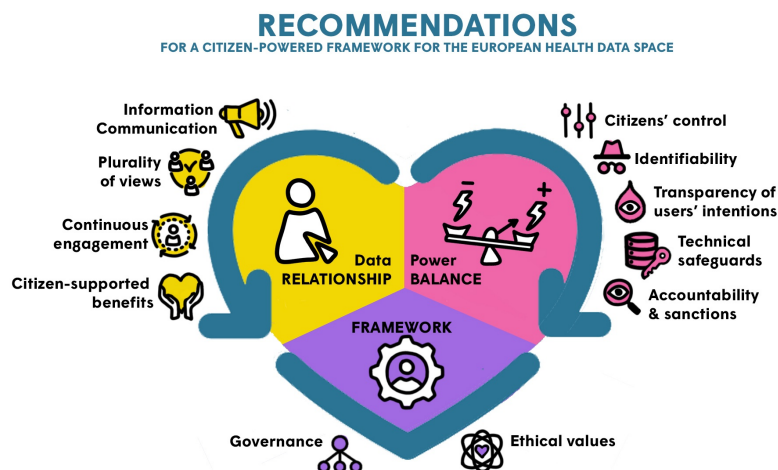 RECOMMENDATIONS
FOR A CITIZEN-POWERED FRAMEWORK FOR THE EUROPEAN HEALTH DATA SPACE
Information
Communication
Plurality
of views
Continuous
engagement
Citizen-supported
benefits
Data
RELATIONSHIP
Power
BALANCE
FRAMEWORK
Citizens' control
Identifiability
Transparency of
users' intentions
Technical
safeguards
Accountability
& sanctions
Governance
Ethical values